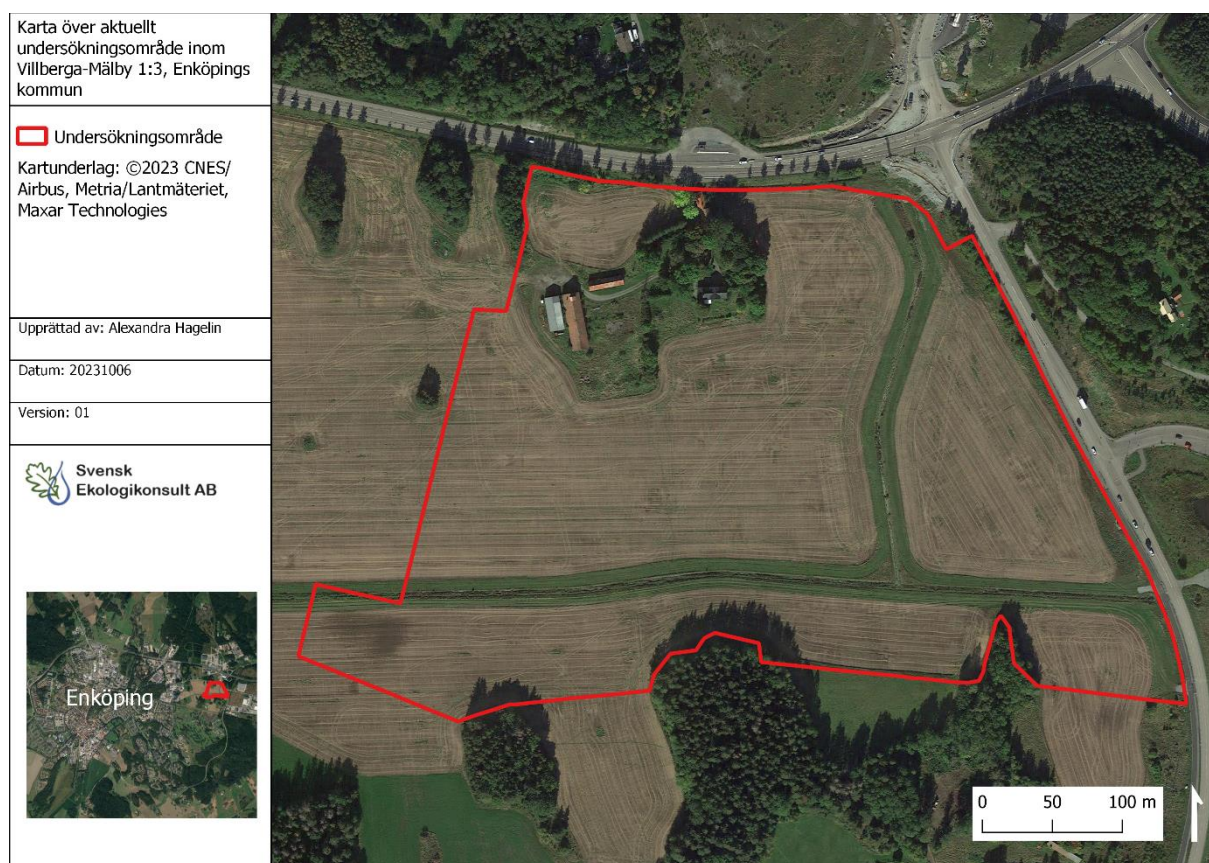 Karta över aktuellt
undersökningsområde inom
Villberga-Mälby 1:3, Enköpings
kommun
Undersökningsområde
Kartunderlag: ©2023 CNES/
Airbus, Metria/Lantmäteriet,
Maxar Technologies
Upprättad av: Alexandra Hagelin
Datum: 20231006
Version: 01
Svensk
Ekologikonsult AB
Enköping
0 50 100 m